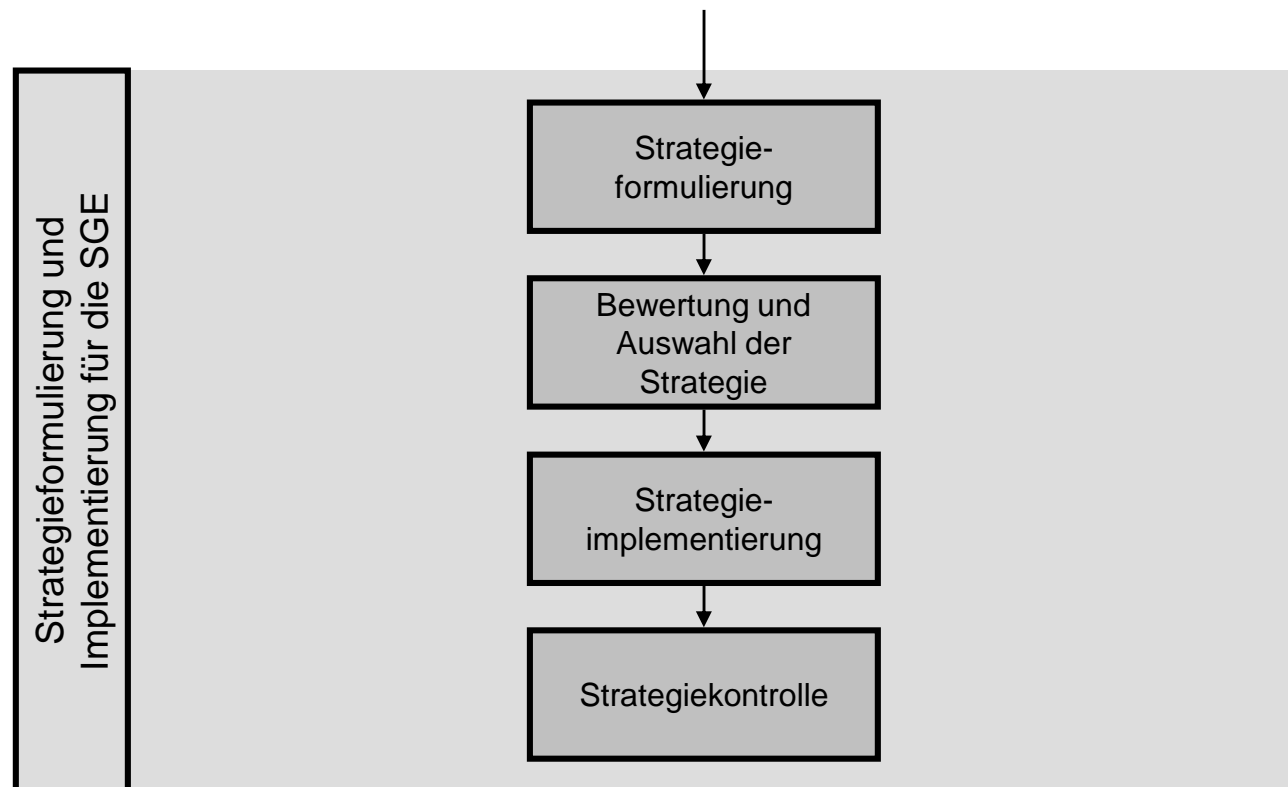 Strategieformulierung und
Implementierung für die SGE
Strategie-
formulierung
Bewertung und
Auswahl der
Strategie
Strategie-
implementierung
Strategiekontrolle